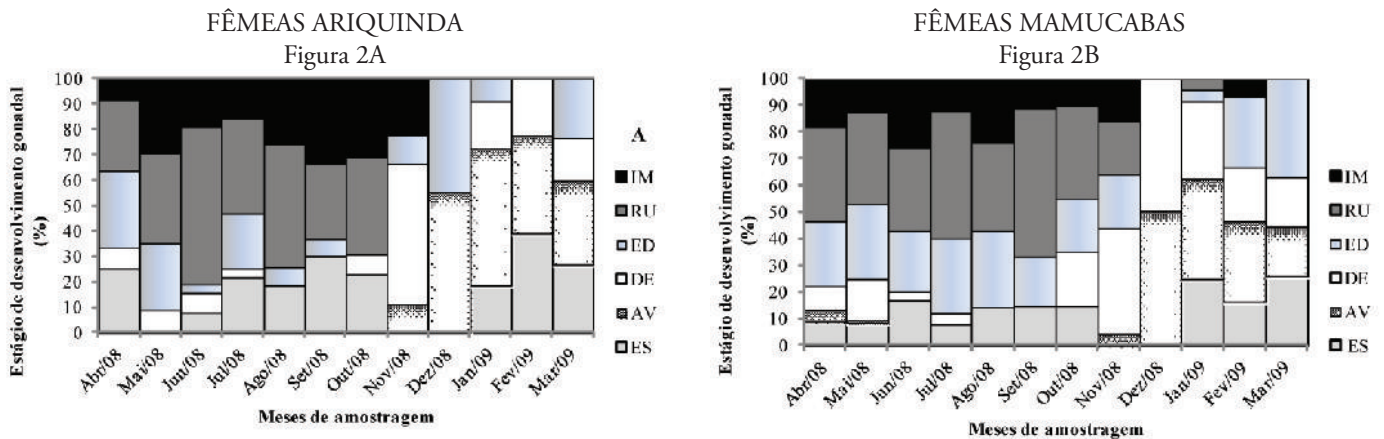 FÊMEAS ARIQUINDA
Figura 2A
Estágio de desenvolvimento gonadal
(%)
100
90
80
70
60
50
40
30
20
10
0
Abr/08
Mai/08
Jun/08
Jul/08
Ago/08
Set/08
Out/08
Nov/08
Dez/08
Jan/09
Fev/09
Mar/09
Meses de amostragem
A
IM
RU
ED
DE
AV
ES
FÊMEAS MAMUCABAS
Figura 2B
Estágio de desenvolvimento gonadal
(%)
100
90
80
70
60
50
40
30
20
10
0
Abr/08
Mai/08
Jun/08
Jul/08
Ago/08
Set/08
Out/08
Nov/08
Dez/08
Jan/09
Fev/09
Mar/09
Meses de amostragem
IM
RU
ED
DE
AV
ES